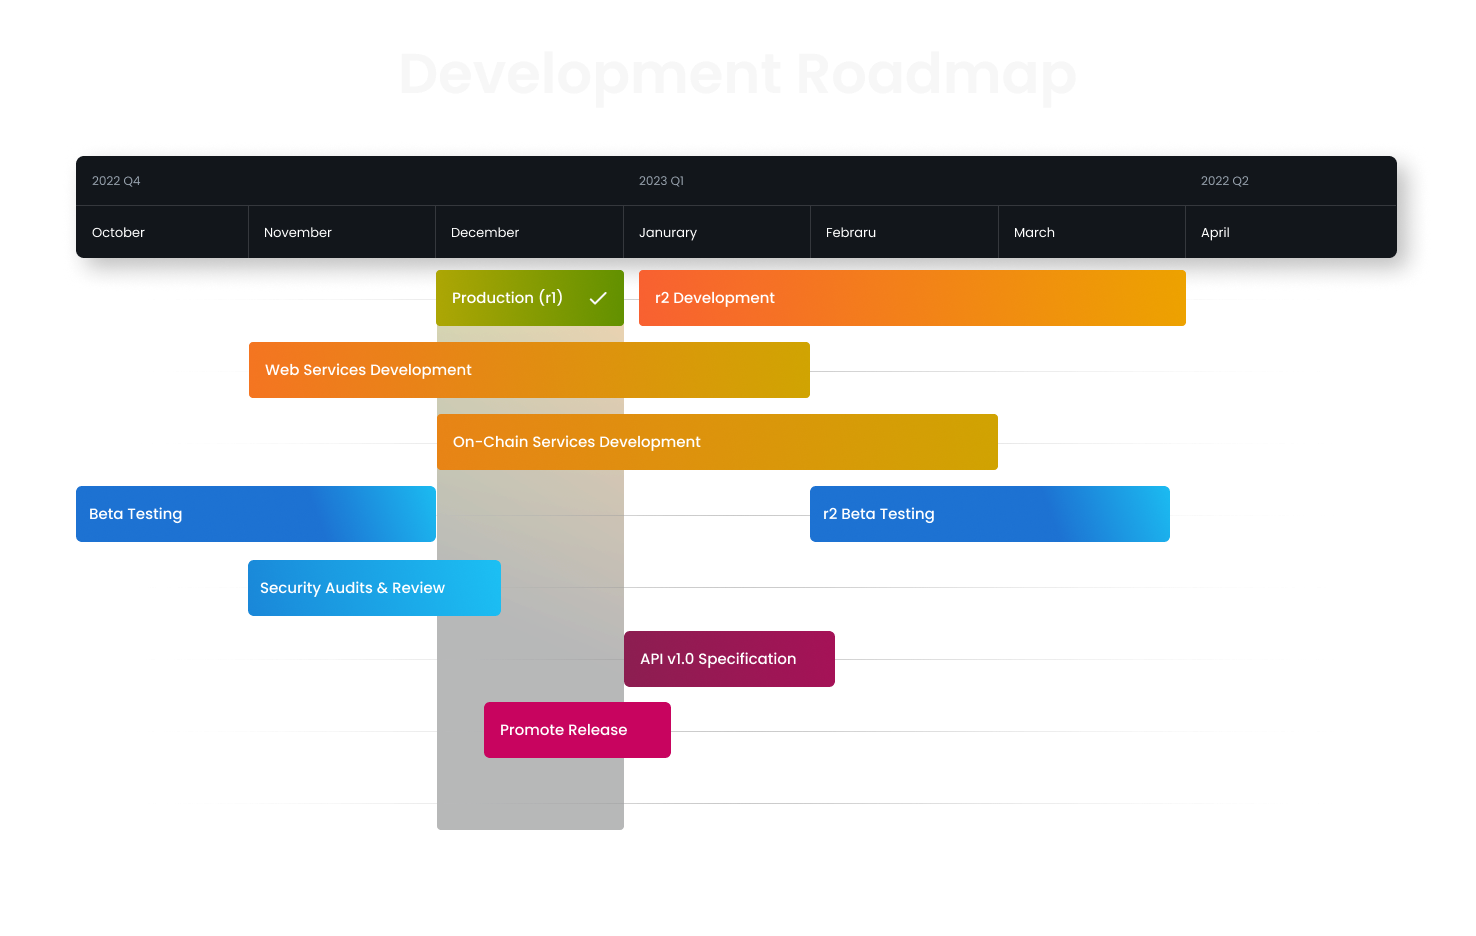 Development Roadmap
2022 Q4
2023 Q1
2022 Q2
October
November
December
Janurary
Februru
March
April
Production (r1)
r2 Development
Web Services Development
On-Chain Services Development
Beta Testing
r2 Beta Testing
Security Audits & Review
API v1.0 Specification
Promote Release